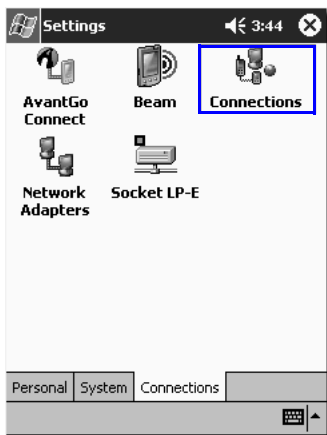 Settings 3:44
AvantGo Connect
Beam
Connections
Network Adapters
Socket LP-E
Personal System Connections